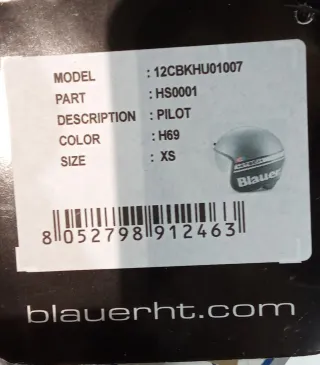 MODEL : 12CBKHU01007
PART : HS0001
DESCRIPTION : PILOT
COLOR : H69
SIZE : XS
Blauer
8 052798 912463
blauerht.com